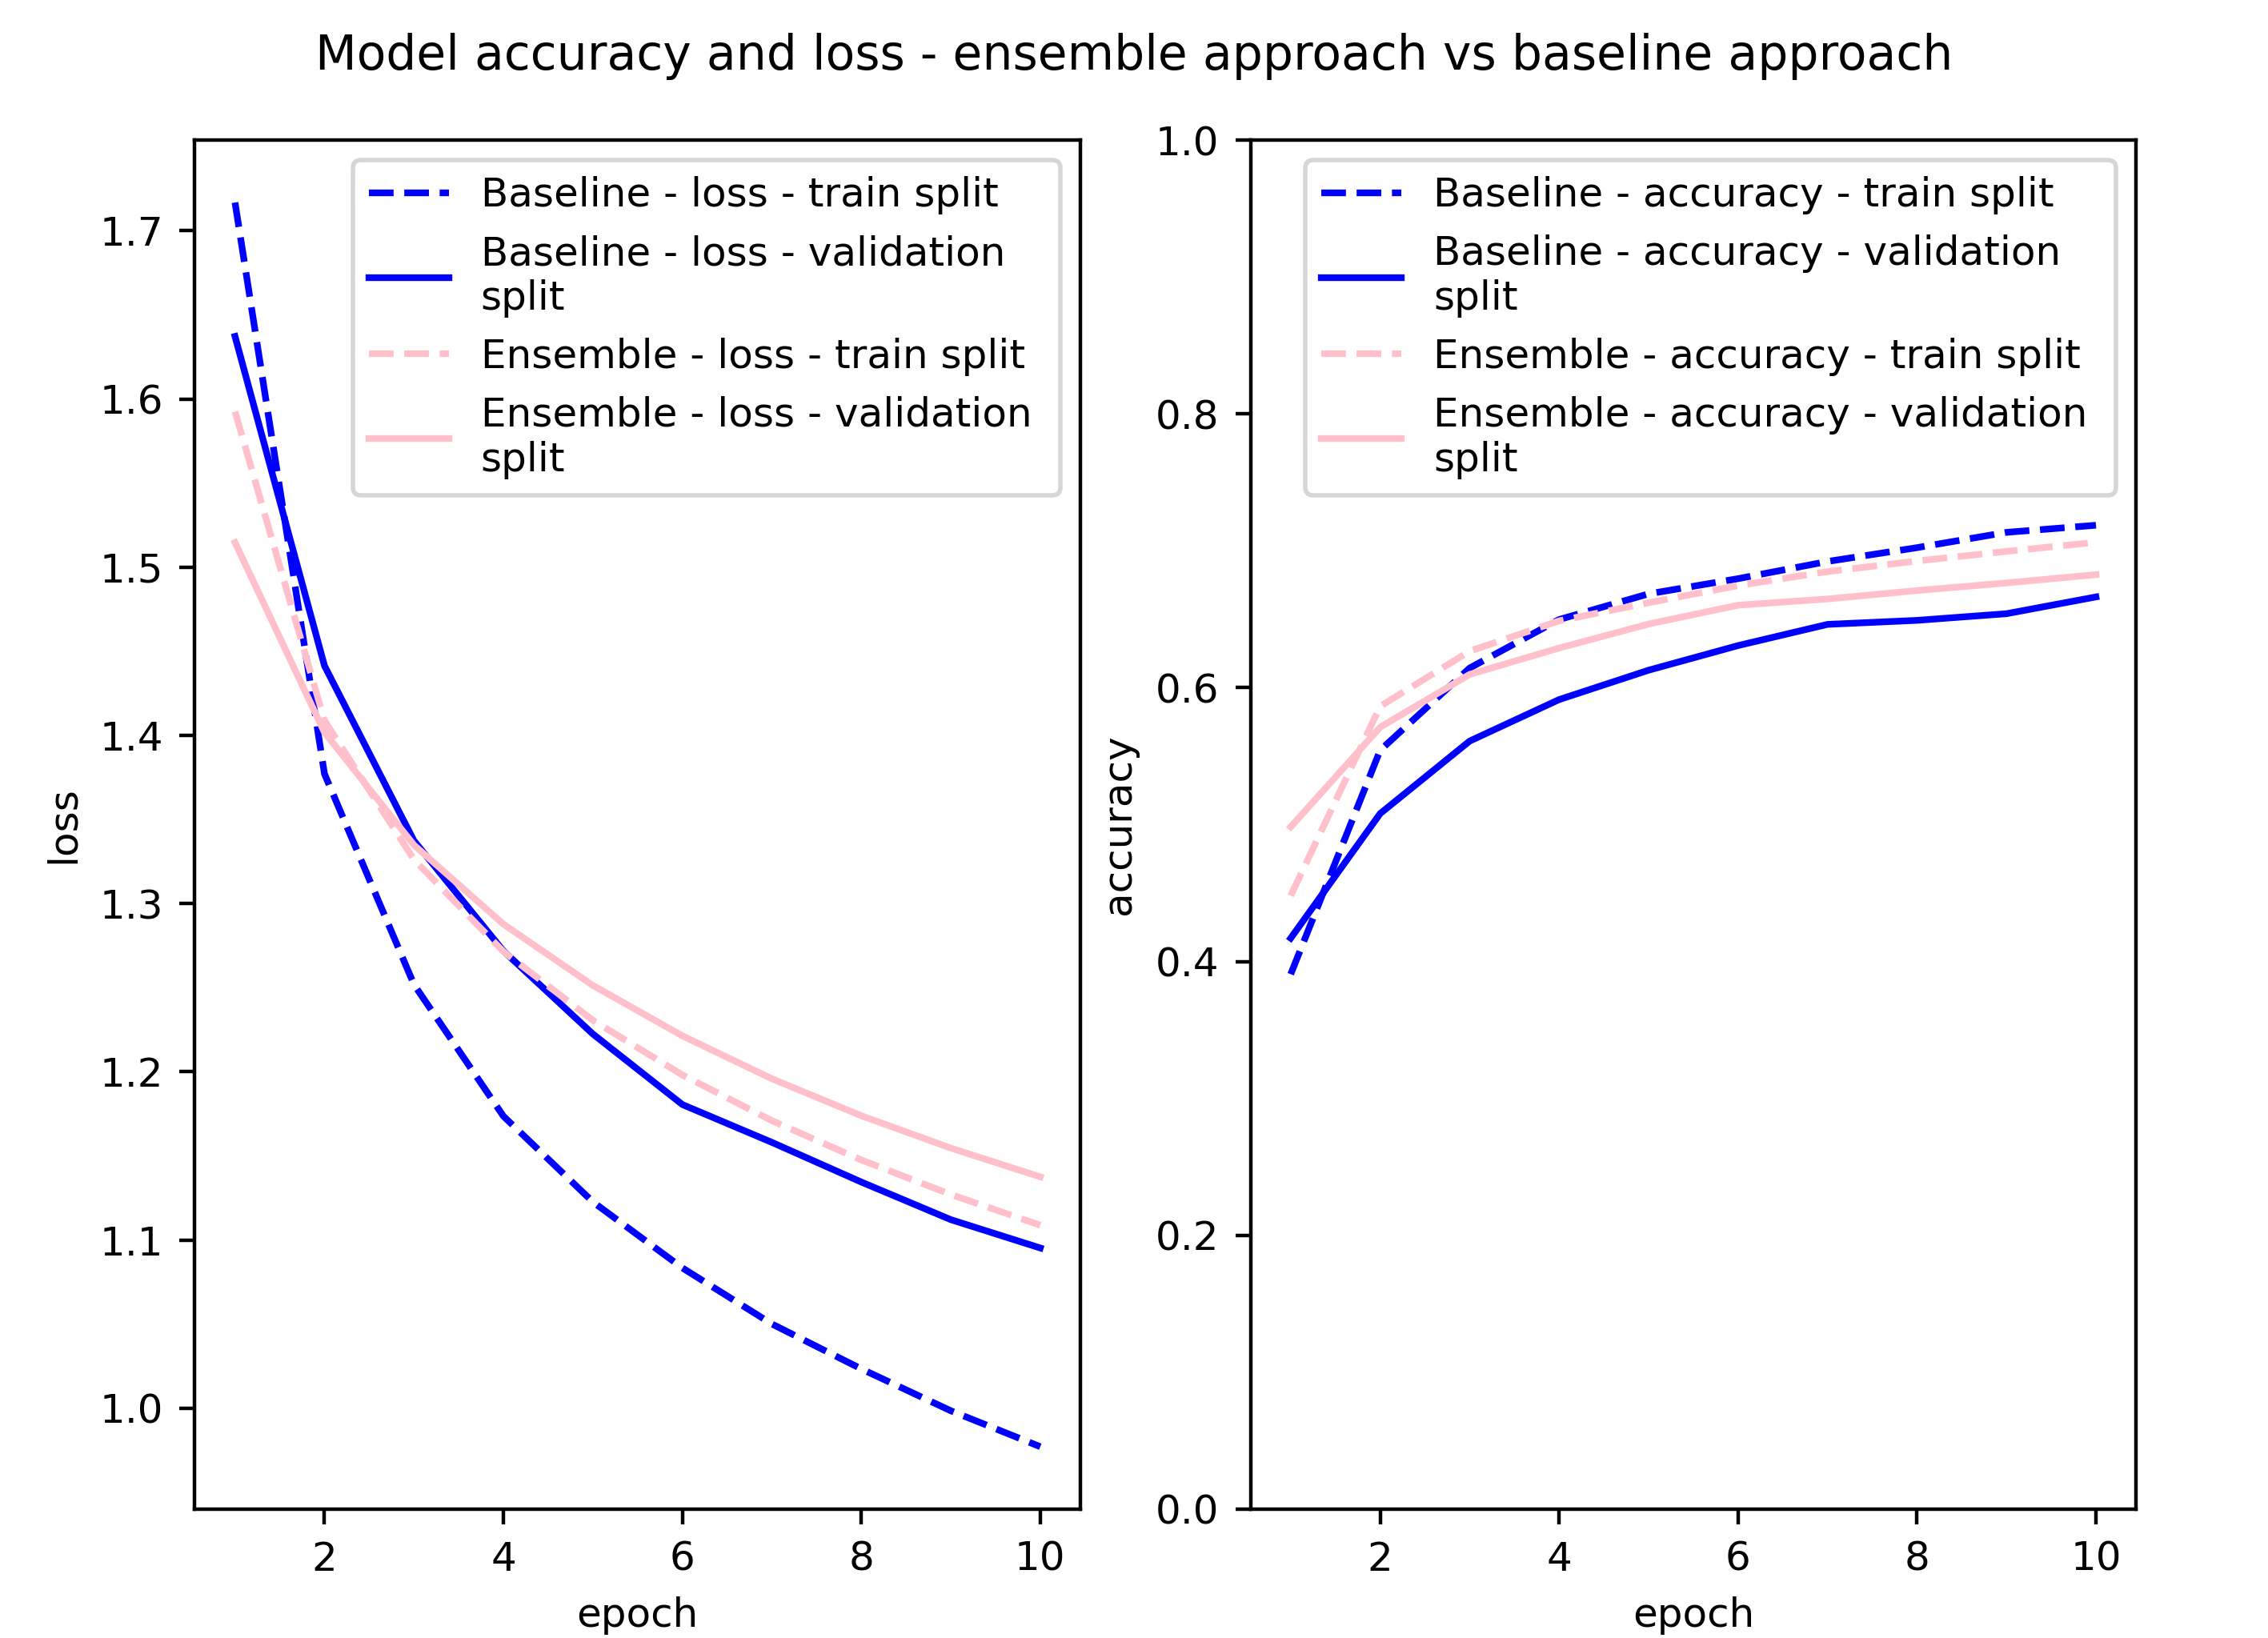 Model accuracy and loss - ensemble approach vs baseline approach
loss
1.7
1.6
1.5
1.4
1.3
1.2
1.1
1.0
Baseline - loss - train split
Baseline - loss - validation
split
Ensemble - loss - train split
Ensemble - loss - validation
split
2 4 6 8 10
epoch
accuracy
1.0
0.8
0.6
0.4
0.2
0.0
Baseline - accuracy - train split
Baseline - accuracy - validation
split
Ensemble - accuracy - train split
Ensemble - accuracy - validation
split
2 4 6 8 10
epoch